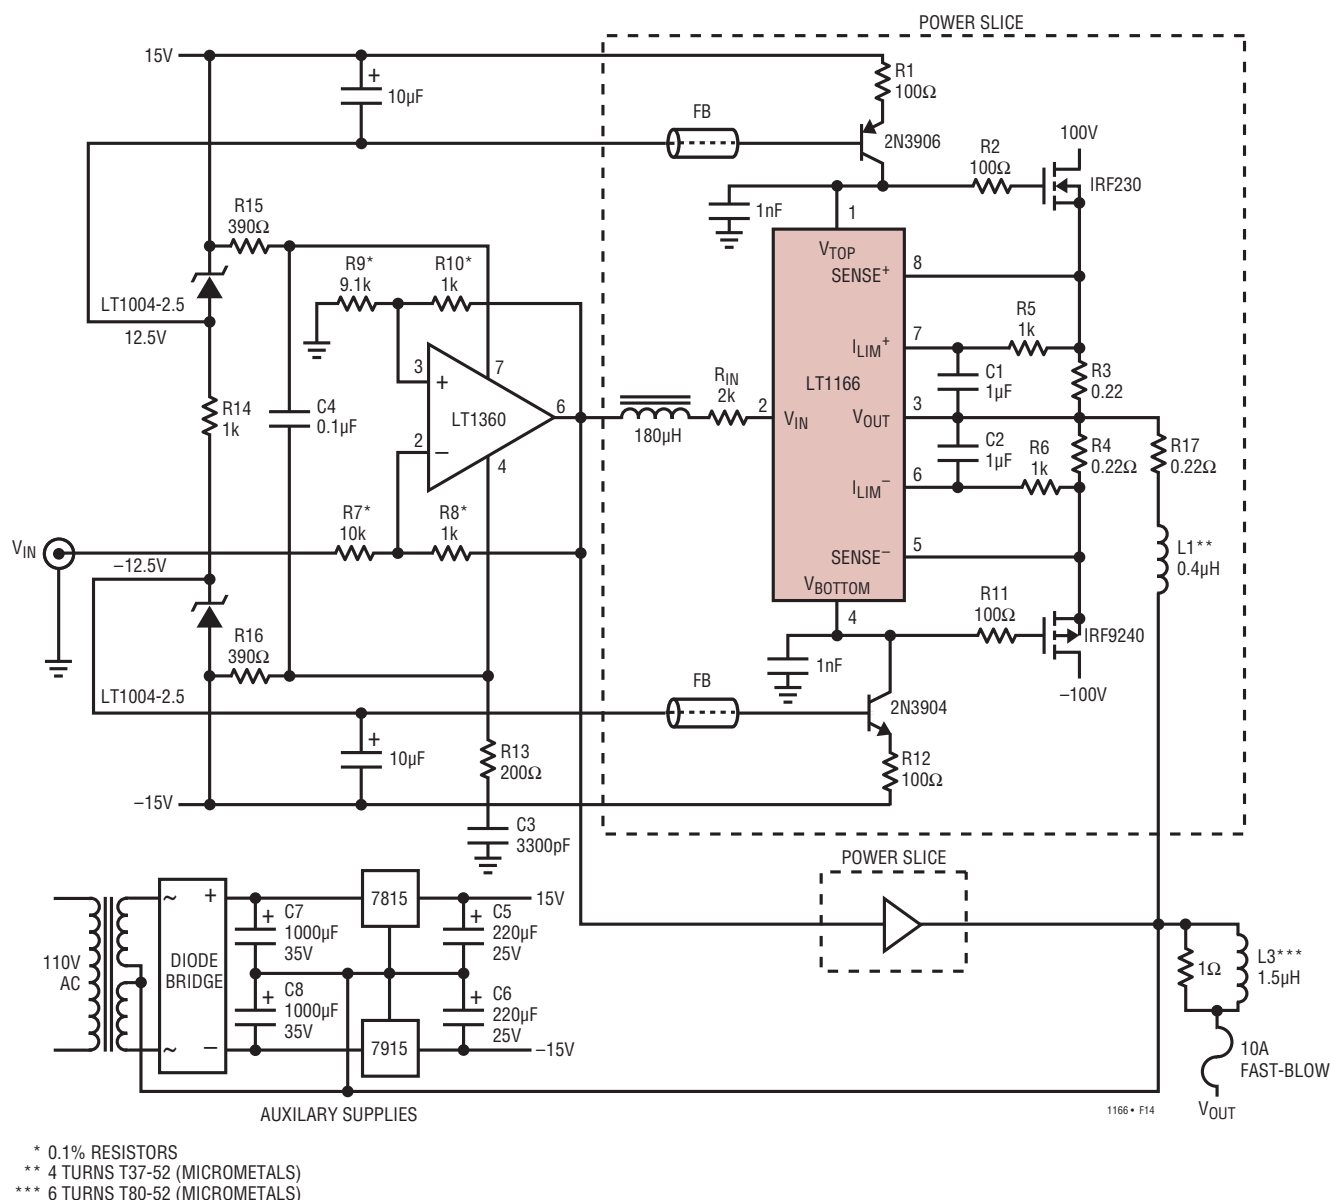 POWER SLICE
15V
+
10µF
FB
R1
100Ω
2N3906
R2
100Ω
100V
IRF230
1nF
1
R15
390Ω
R9*
9.1k
R10*
1k
LT1004-2.5
12.5V
VTOP
SENSE+
8
ILIM+
7
R5
1k
C1
1µF
R3
0.22
LT1166
3
+
7
LT1360
6
2
–
4
180µH
RIN
2k
2
VIN
VOUT
3
R14
1k
C4
0.1µF
C2
1µF
R6
1k
R4
0.22Ω
R17
0.22Ω
ILIM–
6
R7*
10k
R8*
1k
VIN
–12.5V
SENSE–
5
L1**
0.4µH
VBOTTOM
4
R11
100Ω
IRF9240
R16
390Ω
1nF
–100V
LT1004-2.5
FB
2N3904
+
10µF
R13
200Ω
R12
100Ω
–15V
C3
3300pF
POWER SLICE
110V
AC
~
+
DIODE
BRIDGE
~
–
+
C7
1000µF
35V
7815
+
C5
220µF
25V
15V
+
C8
1000µF
35V
7915
+
C6
220µF
25V
–15V
1Ω
L3***
1.5µH
10A
FAST-BLOW
VOUT
AUXILARY SUPPLIES
1166 • F14
* 0.1% RESISTORS
** 4 TURNS T37-52 (MICROMETALS)
*** 6 TURNS T80-52 (MICROMETALS)